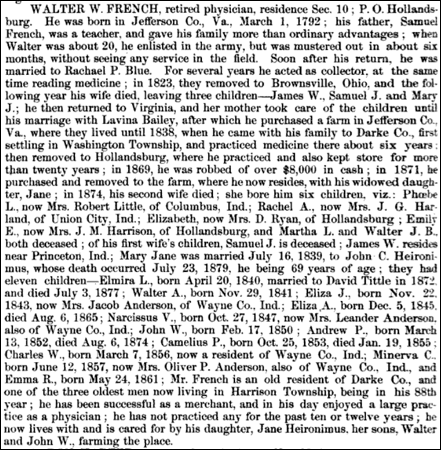 WALTER W. FRENCH, retired physician, residence Sec. 10 ; P. O. Hollands-
burg. He was born in Jefferson Co., Va., March 1, 1792 ; his father, Samuel
French, was a teacher, and gave his family more than ordinary advantages ; when
Walter was about 20, he enlisted in the army, but was mustered out in about six
months, without seeing any service in the field. Soon after his return, he was
married to Rachael P. Blue. For several years he acted as collector, at the same
time reading medicine ; in 1823, they removed to Brownsville, Ohio, and the fol-
lowing year his wife died, leaving three children—James W., Samuel J. and Mary
J.; he then returned to Virginia, and her mother took care of the children until
his marriage with Lavina Bailey, after which he purchased a farm in Jefferson Co.,
Va., where they lived until 1838, when he came with his family to Darke Co., first
settling in Washington Township, and practiced medicine there about six years ;
then removed to Hollandsburg, where he practiced and also kept store for more
than twenty years ; in 1869, he was robbed of over $8,000 in cash ; in 1871, he
purchased and removed to the farm, where he now resides, with his widowed daugh-
ter, Jane ; in 1874, his second wife died ; she bore him six children, viz.: Phœbe
L., now Mrs. Robert Little, of Columbus, Ind.; Rachel A., now Mrs. J. G. Har-
land, of Union City, Ind.; Elizabeth, now Mrs. D. Ryan, of Hollandsburg ; Emily
E., now Mrs. J. M. Harrison, of Hollandsburg, and Martha L. and Walter J. B.,
both deceased ; of his first wife's children, Samuel J. is deceased ; James W. resides
near Princeton, Ind.; Mary Jane was married July 16, 1839, to John C. Heironi-
mus, whose death occurred July 23, 1879, he being 69 years of age ; they had
eleven children—Elmira L., born April 20, 1840, married to David Tittle in 1872,
and died July 3, 1877 ; Walter A., born Nov. 29, 1841 ; Eliza J., born Nov. 22,
1843, now Mrs. Jacob Anderson, of Wayne Co., Ind.; Eliza A., born Dec. 5, 1845,
died Aug. 6, 1865; Narcissus V., born Oct. 27, 1847, now Mrs. Leander Anderson,
also of Wayne Co., Ind.; John W., born Feb. 17, 1850 ; Andrew P., born March
13, 1852, died Aug. 6, 1874 ; Camelius P., born Oct. 25, 1853, died Jan. 19, 1855 ;
Charles W., born March 7, 1856, now a resident of Wayne Co., Ind.; Minerva C.,
born June 12, 1857, now Mrs. Oliver P. Anderson, also of Wayne Co., Ind., and
Emma R., born May 24, 1861 ; Mr. French is an old resident of Darke Co., and
one of the three oldest men now living in Harrison Township, being in his 88th
year ; he has been successful as a merchant, and in his day enjoyed a large prac-
tice as a physician ; he has not practiced any for the past ten or twelve years ; he
now lives with and is cared for by his daughter, Jane Heironimus, her sons, Walter
and John W., farming the place.